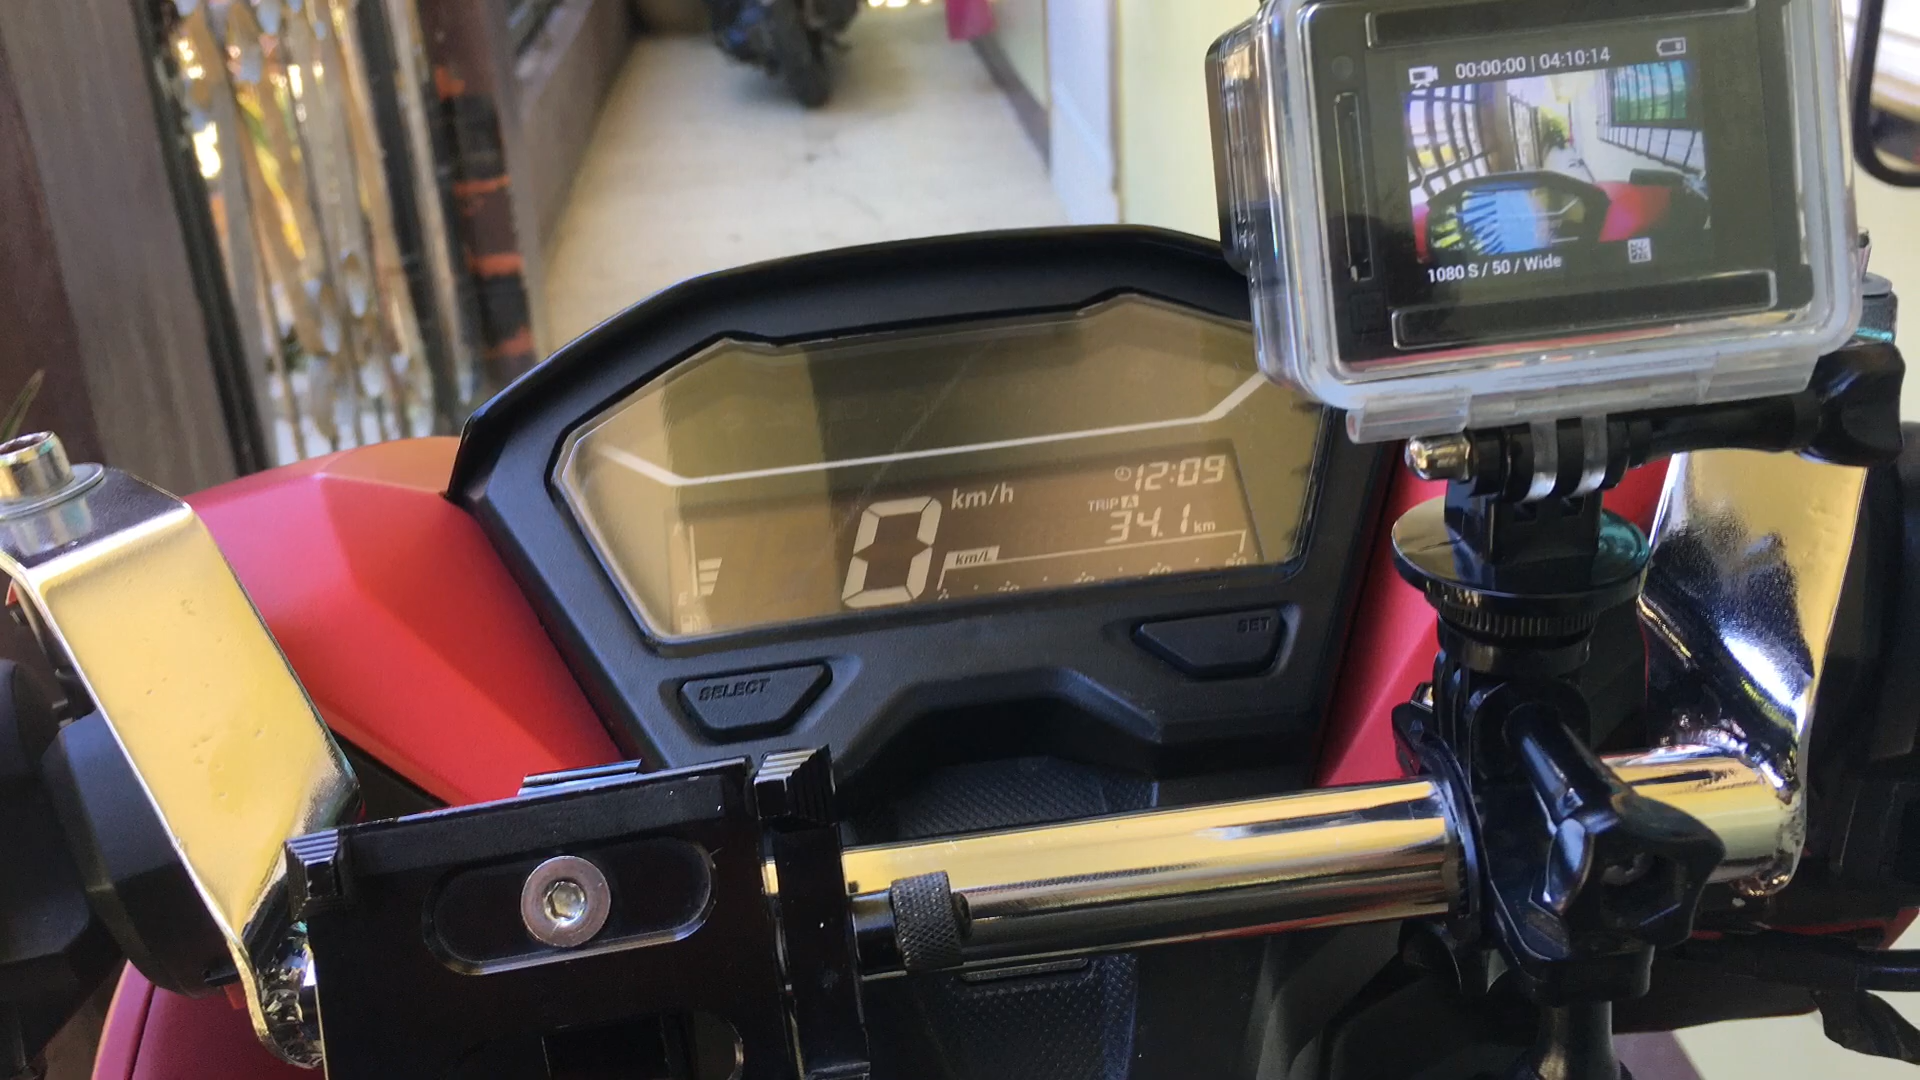 00:00:00 | 04:10:14
1080 S / 50 / Wide
12:09
0 km/h
TRIP A
34.1 km
km/L
E
SET
SELECT